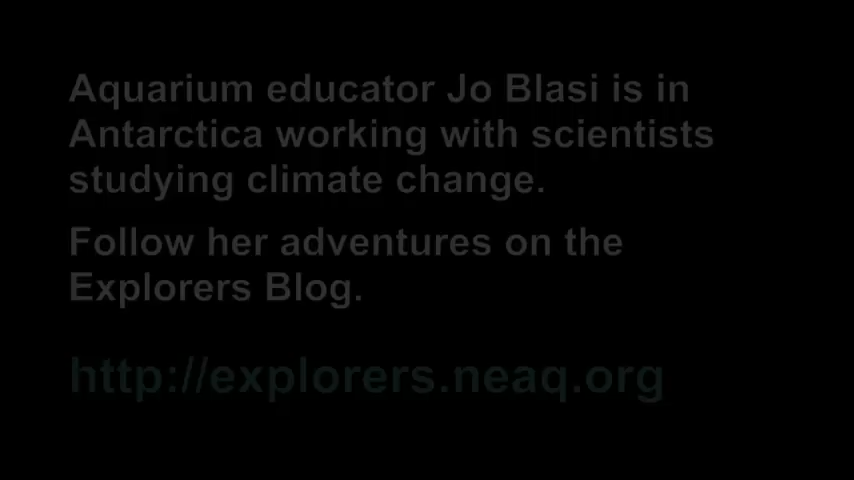 Aquarium educator Jo Blasi is in
Antarctica working with scientists
studying climate change.
Follow her adventures on the
Explorers Blog.
http://explorers.neaq.org